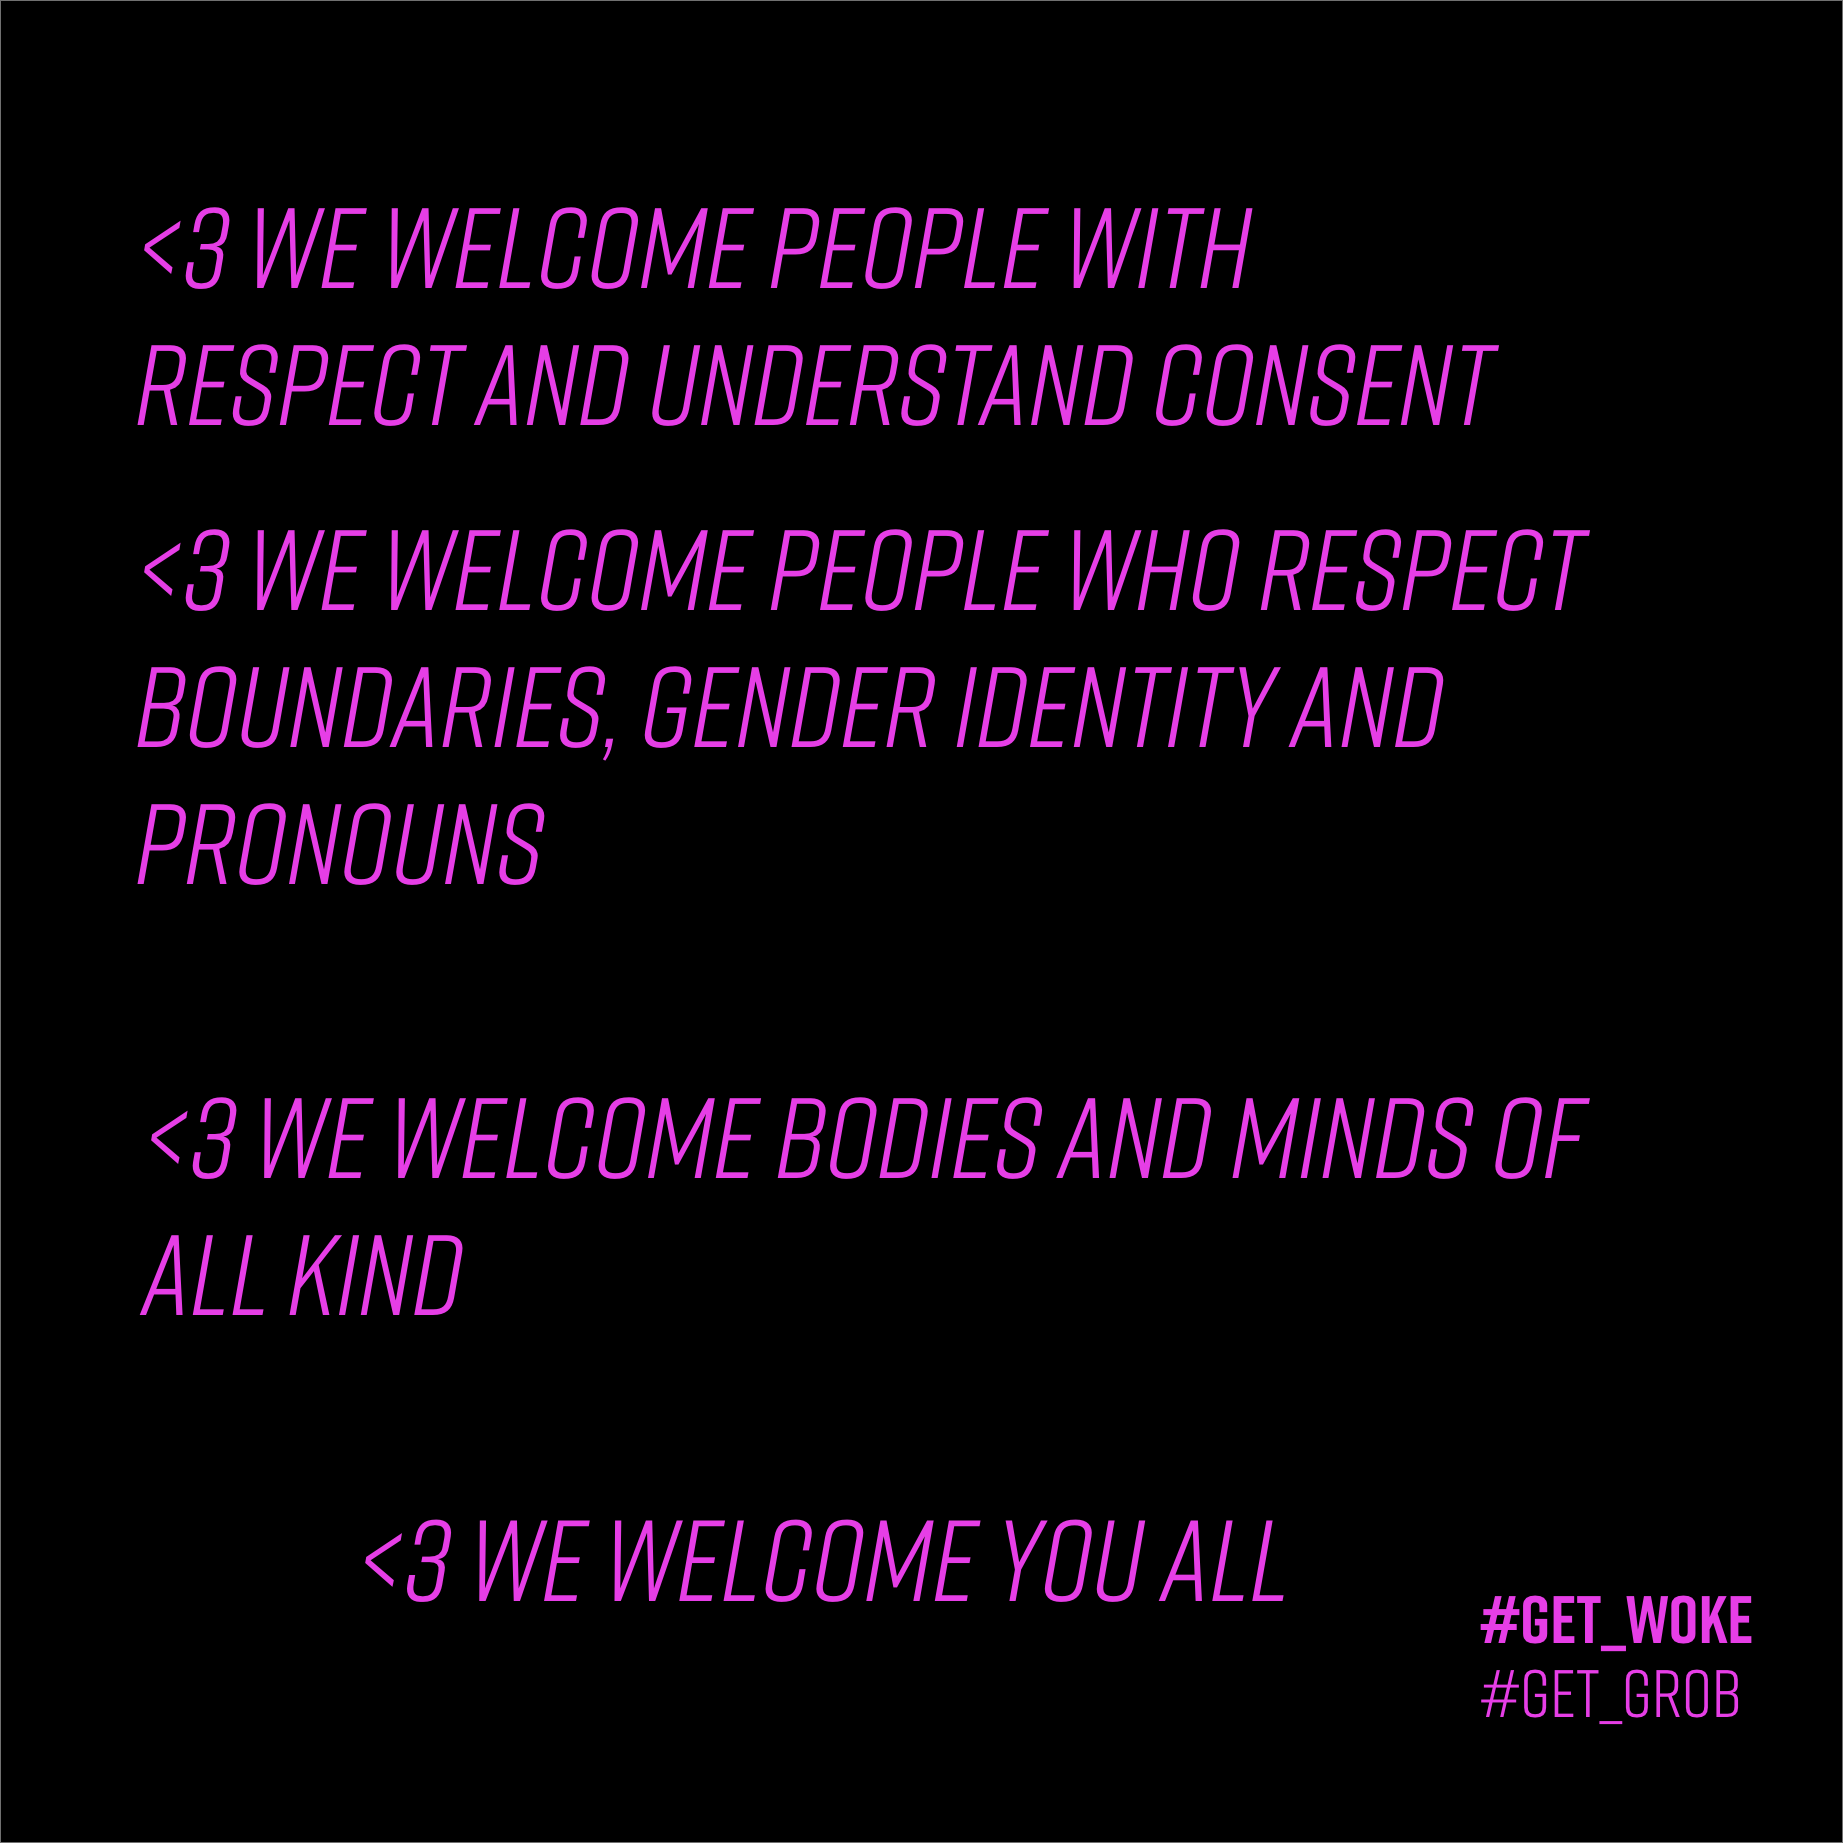 <3 WE WELCOME PEOPLE WITH
RESPECT AND UNDERSTAND CONSENT
<3 WE WELCOME PEOPLE WHO RESPECT
BOUNDARIES, GENDER IDENTITY AND
PRONOUNS
<3 WE WELCOME BODIES AND MINDS OF
ALL KIND
<3 WE WELCOME YOU ALL
#GET_WOKE
#GET_GROB